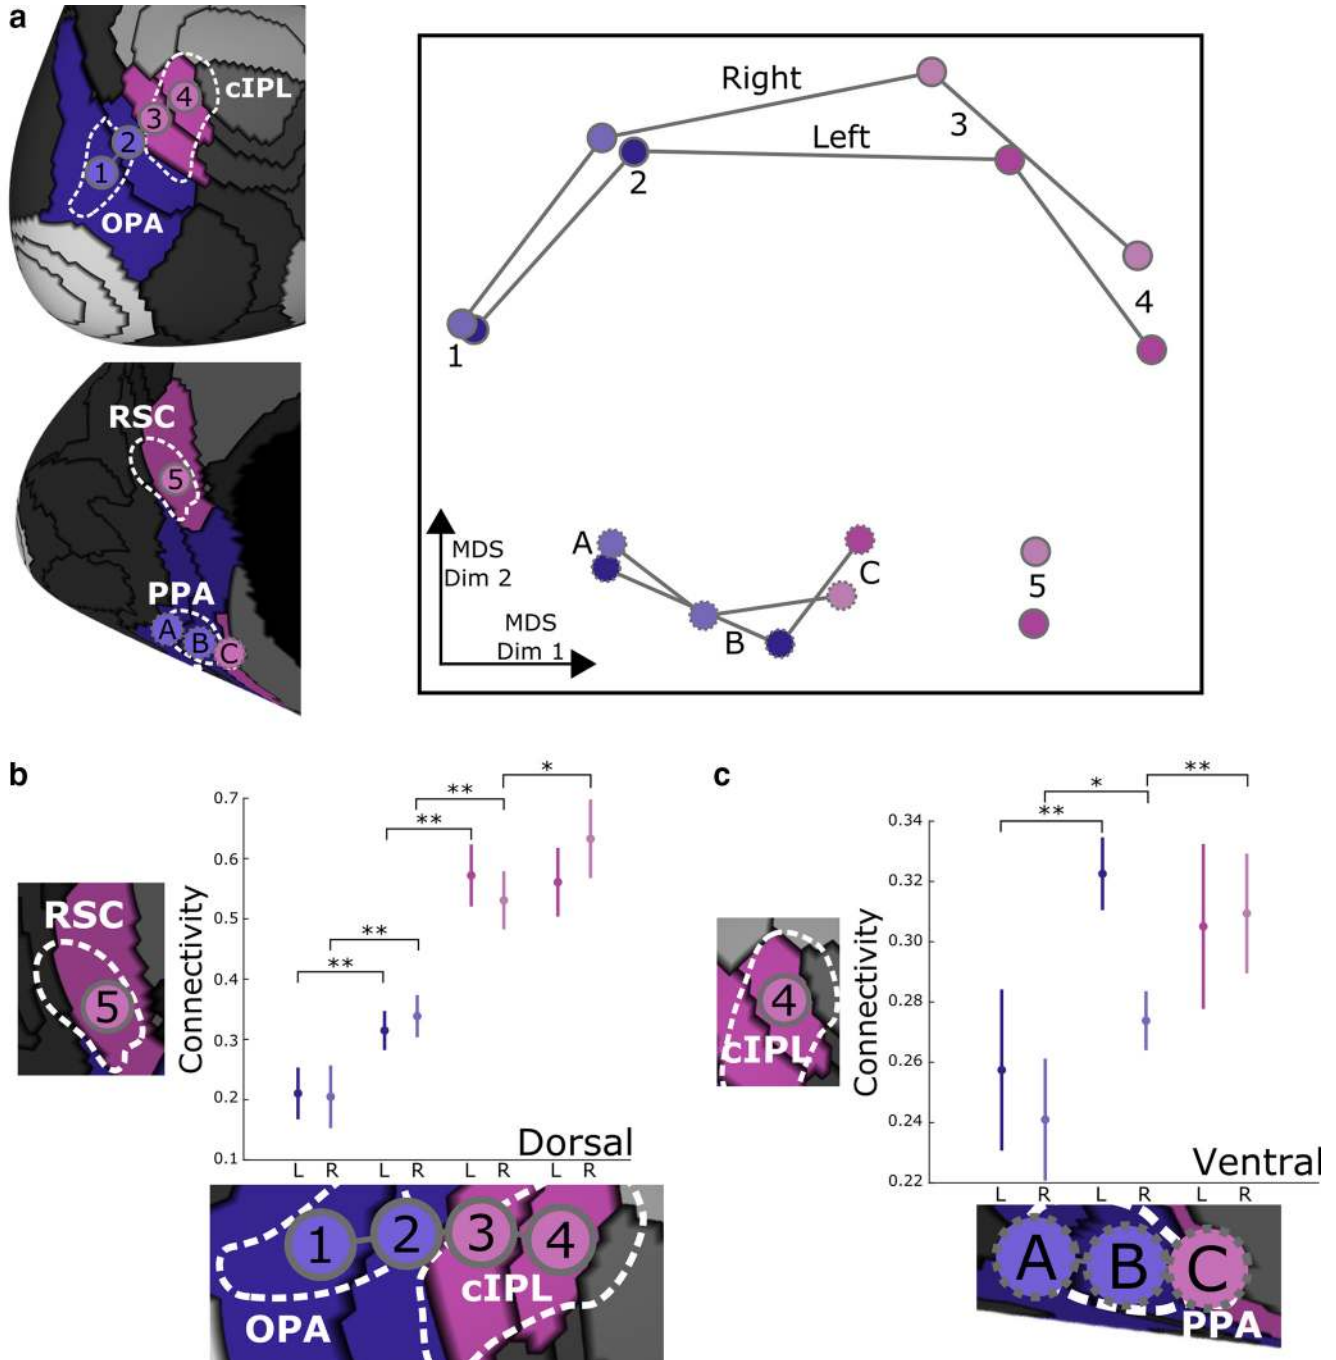 a
cIPL
4
3
2
1
OPA
RSC
5
PPA
A
B
C
Right
Left
3
2
4
1
A
B
C
5
MDS
Dim 2
MDS
Dim 1
b
RSC
5
Connectivity
0.7
0.6
0.5
0.4
0.3
0.2
0.1
**
**
**
**
*
Dorsal
L R L R L R L R
1 2 3 4
cIPL
OPA
c
4
cIPL
Connectivity
0.34
0.32
0.30
0.28
0.26
0.24
0.22
**
*
**
Ventral
L R L R L R
A B C
PPA